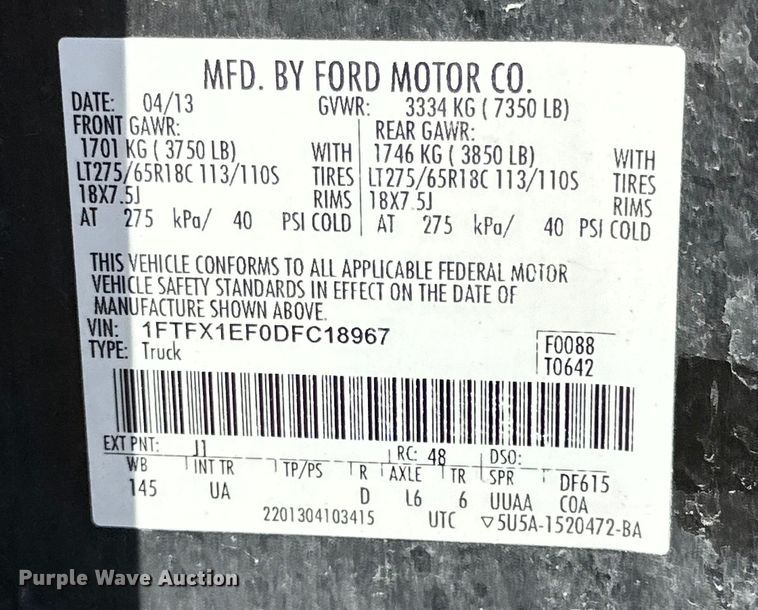 MFD. BY FORD MOTOR CO.
DATE: 04/13 GVWR: 3334 KG ( 7350 LB)
FRONT GAWR: REAR GAWR:
1701 KG ( 3750 LB) WITH 1746 KG ( 3850 LB) WITH
LT275/65R18C 113/110S TIRES LT275/65R18C 113/110S TIRES
18X7.5J RIMS 18X7.5J RIMS
AT 275 kPa/ 40 PSI COLD AT 275 kPa/ 40 PSI COLD
THIS VEHICLE CONFORMS TO ALL APPLICABLE FEDERAL MOTOR
VEHICLE SAFETY STANDARDS IN EFFECT ON THE DATE OF
MANUFACTURE SHOWN ABOVE.
VIN: 1FTFX1EF0DFC18967 F0088
TYPE: Truck T0642
EXT PNT: J1 RC: 48 DSO:
WB INT TR TP/PS R AXLE TR SPR DF615
145 UA D L6 6 UUAA COA
2201304103415 UTC ▽5U5A-1520472-BA
Purple Wave Auction